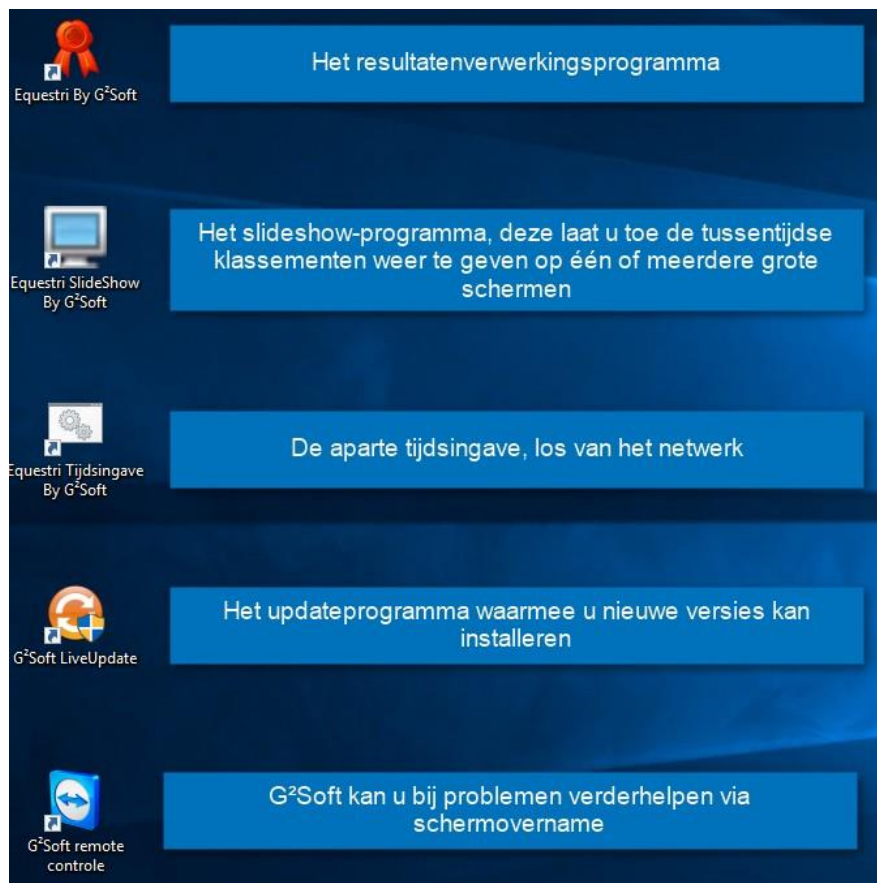 Equestri By G²Soft
Het resultatenverwerkingsprogramma
Equestri SlideShow
By G²Soft
Het slideshow-programma, deze laat u toe de tussentijdse
klassementen weer te geven op één of meerdere grote
schermen
Equestri Tijdsingave
By G²Soft
De aparte tijdsingave, los van het netwerk
G²Soft LiveUpdate
Het updateprogramma waarmee u nieuwe versies kan
installeren
G²Soft remote
controle
G²Soft kan u bij problemen verderhelpen via
schermovername